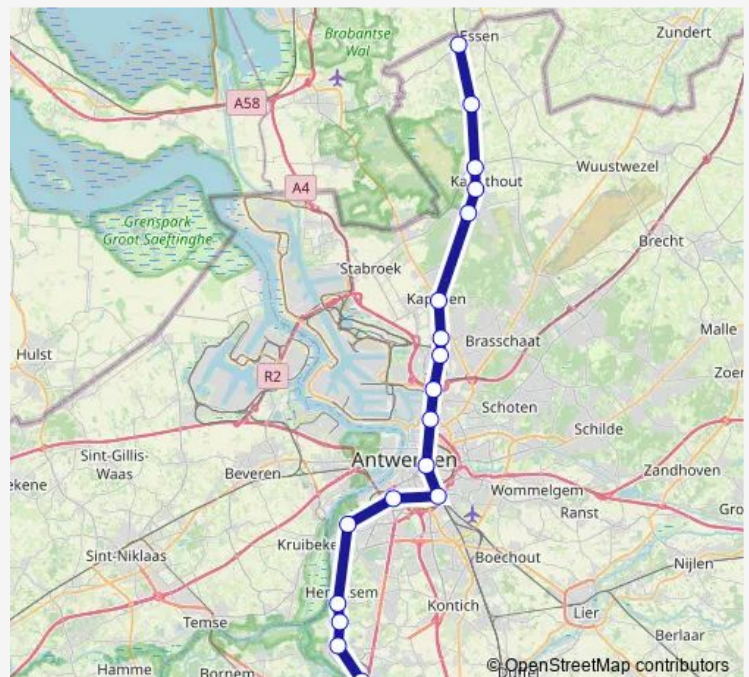 Essen
Zundert
Brabantse
Wal
A58
Wuustwezel
A4
Grenspark
Groot Saeftinghe
Brecht
Stabroek
Malle
Hulst
Brasschaat
R2
Schoten
Schilde
Sint-Gillis-
Waas
Beveren
Zandhoven
Wommelgem
Ranst
Kruibeke
Sint-Niklaas
Boechout
Nijlen
Temse
Kontich
Lier
Berlaar
Hamme
Bornem
© OpenStreetMap contributors